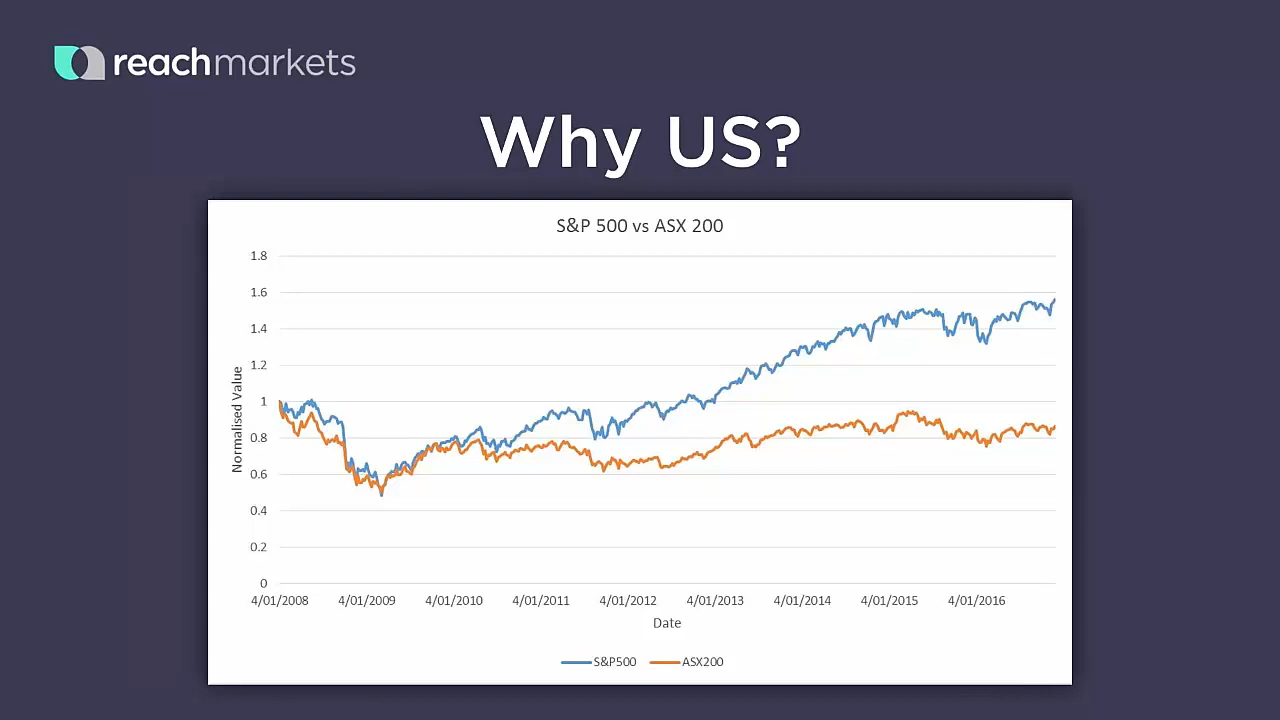 reachmarkets
Why US?
S&P 500 vs ASX 200
1.8
1.6
1.4
1.2
1
0.8
0.6
0.4
0.2
0
Normalised Value
4/01/2008 4/01/2009 4/01/2010 4/01/2011 4/01/2012 4/01/2013 4/01/2014 4/01/2015 4/01/2016
Date
S&P500 ASX200